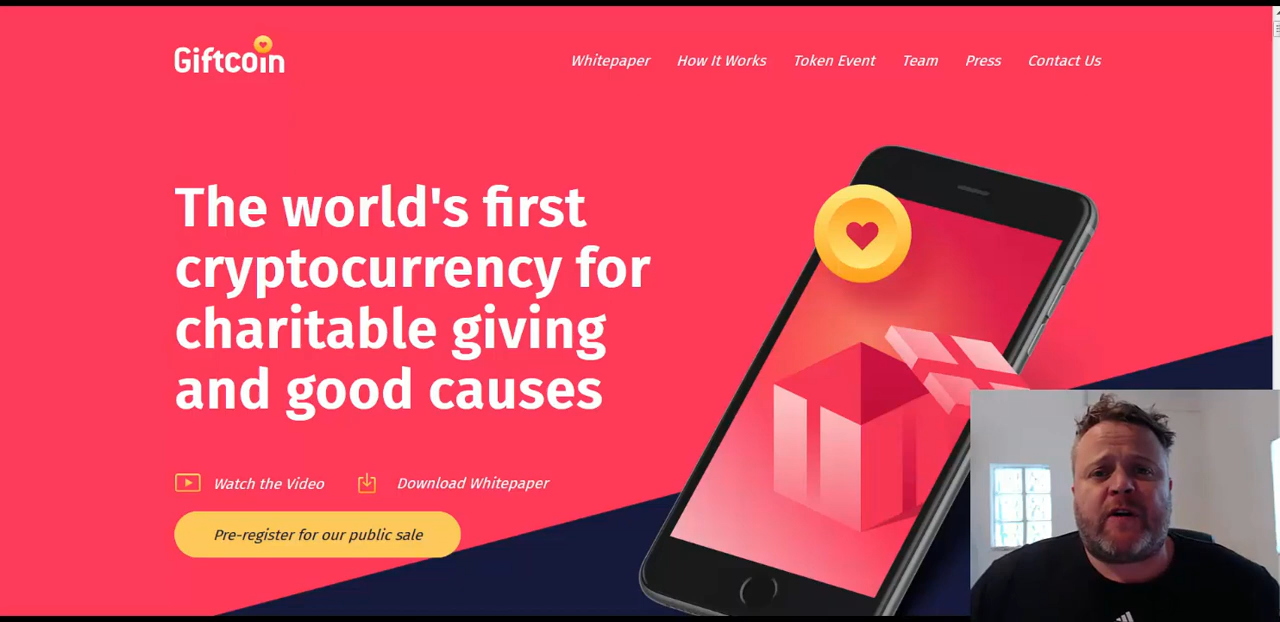 Giftcoin
Whitepaper How It Works Token Event Team Press Contact Us
The world's first
cryptocurrency for
charitable giving
and good causes
Watch the Video Download Whitepaper
Pre-register for our public sale